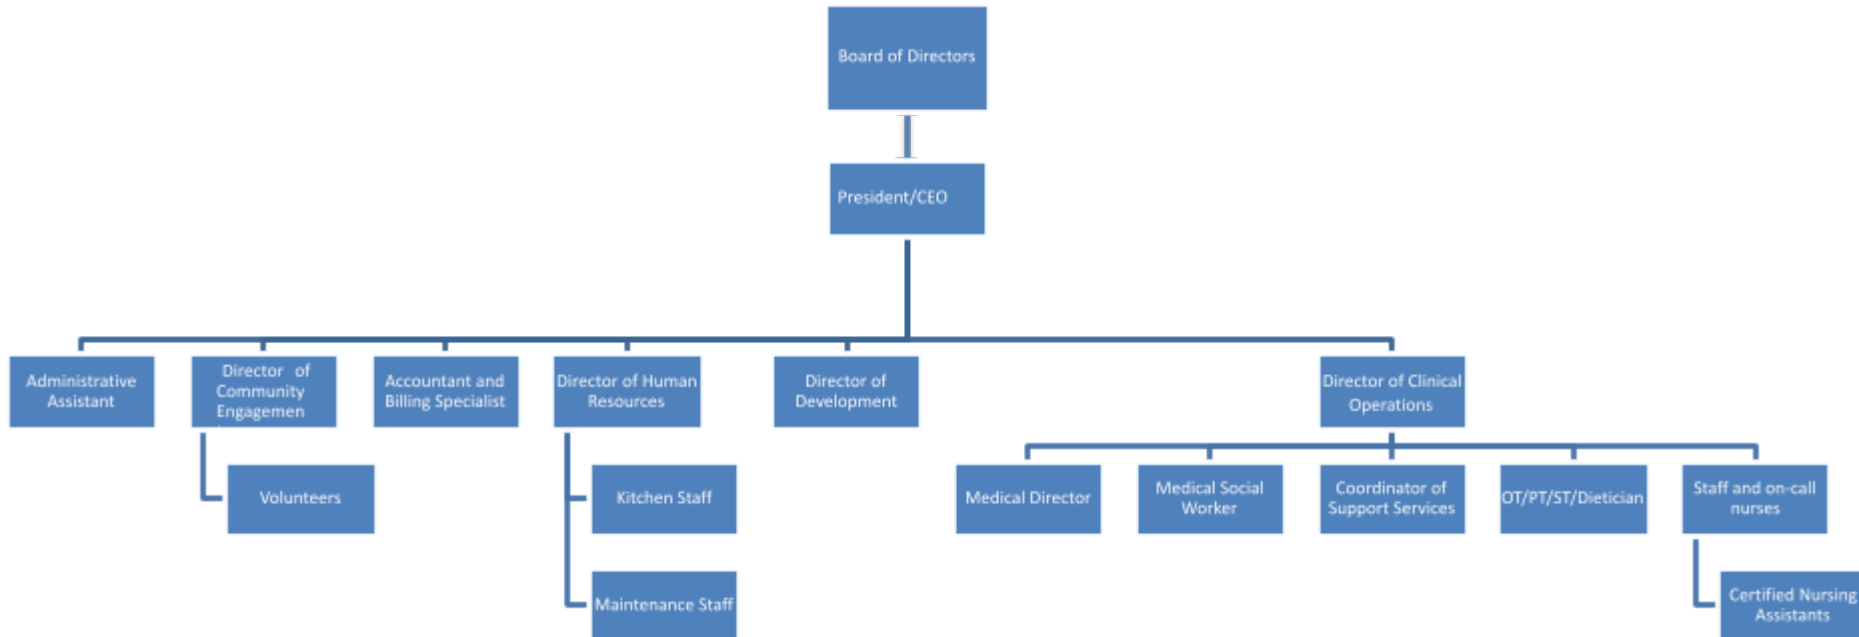 Board of Directors
President/CEO
Administrative
Assistant
Director of
Community
Engagemen
Accountant and
Billing Specialist
Director of Human
Resources
Director of
Development
Director of Clinical
Operations
Volunteers
Kitchen Staff
Maintenance Staff
Medical Director
Medical Social
Worker
Coordinator of
Support Services
OT/PT/ST/Dietician
Staff and on-call
nurses
Certified Nursing
Assistants